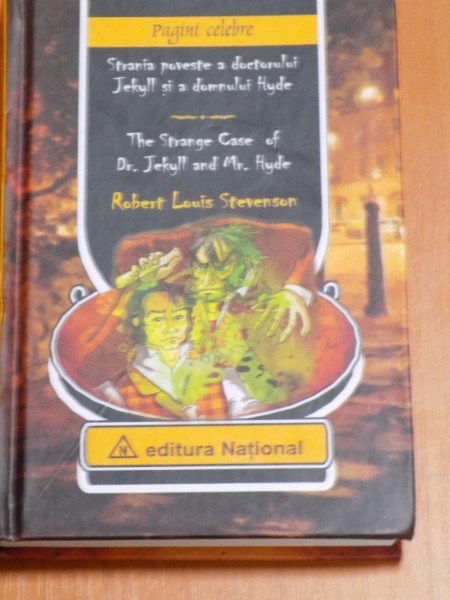 Pagini celebre
Strania poveste a doctorului
Jekyll și a domnului Hyde
The Strange Case of
Dr. Jekyll and Mr. Hyde
Robert Louis Stevenson
N editura Național